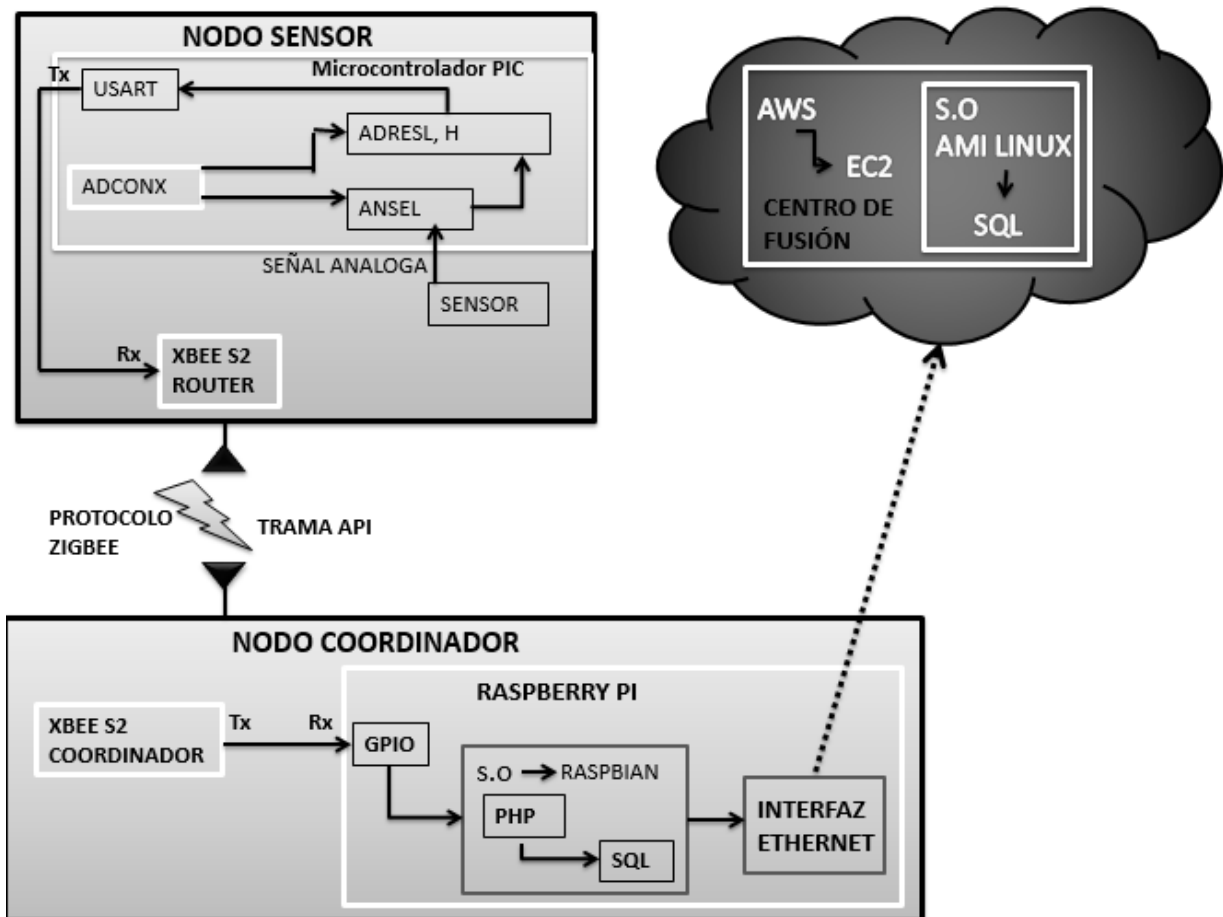 NODO SENSOR
Microcontrolador PIC
Tx
USART
ADRESL, H
ADCONX
ANSEL
SEÑAL ANALOGA
SENSOR
Rx
XBEE S2
ROUTER
AWS
EC2
CENTRO DE
FUSIÓN
S.O
AMI LINUX
SQL
PROTOCOLO
ZIGBEE
TRAMA API
NODO COORDINADOR
RASPBERRY PI
XBEE S2
COORDINADOR
Tx
Rx
GPIO
S.O
RASPBIAN
PHP
SQL
INTERFAZ
ETHERNET